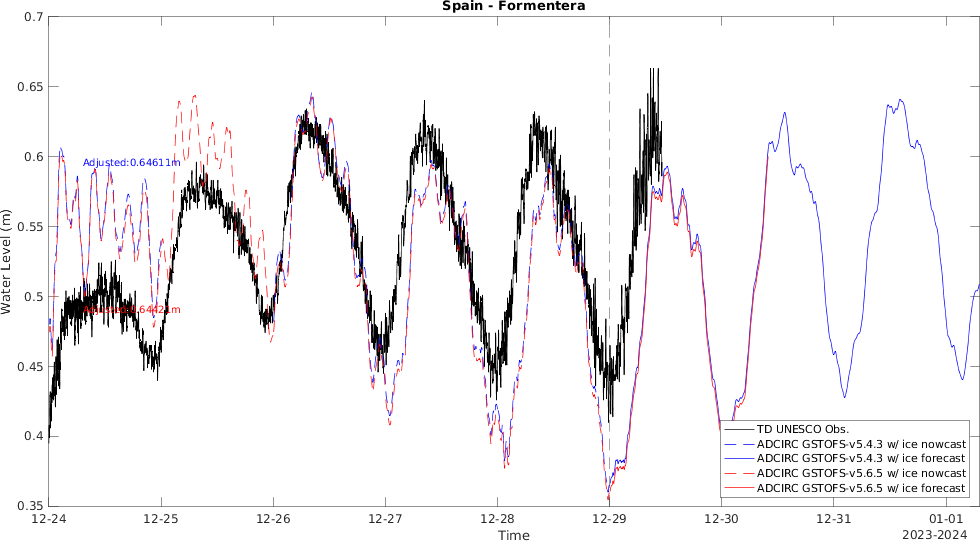 Spain - Formentera
0.7
0.65
0.6
0.55
0.5
0.45
0.4
0.35
Water Level (m)
Adjusted:0.64611m
Adjusted:0.64421m
TD UNESCO Obs.
ADCIRC GSTOFS-v5.4.3 w/ ice nowcast
ADCIRC GSTOFS-v5.4.3 w/ ice forecast
ADCIRC GSTOFS-v5.6.5 w/ ice nowcast
ADCIRC GSTOFS-v5.6.5 w/ ice forecast
12-24
12-25
12-26
12-27
12-28
12-29
12-30
12-31
01-01
Time
2023-2024